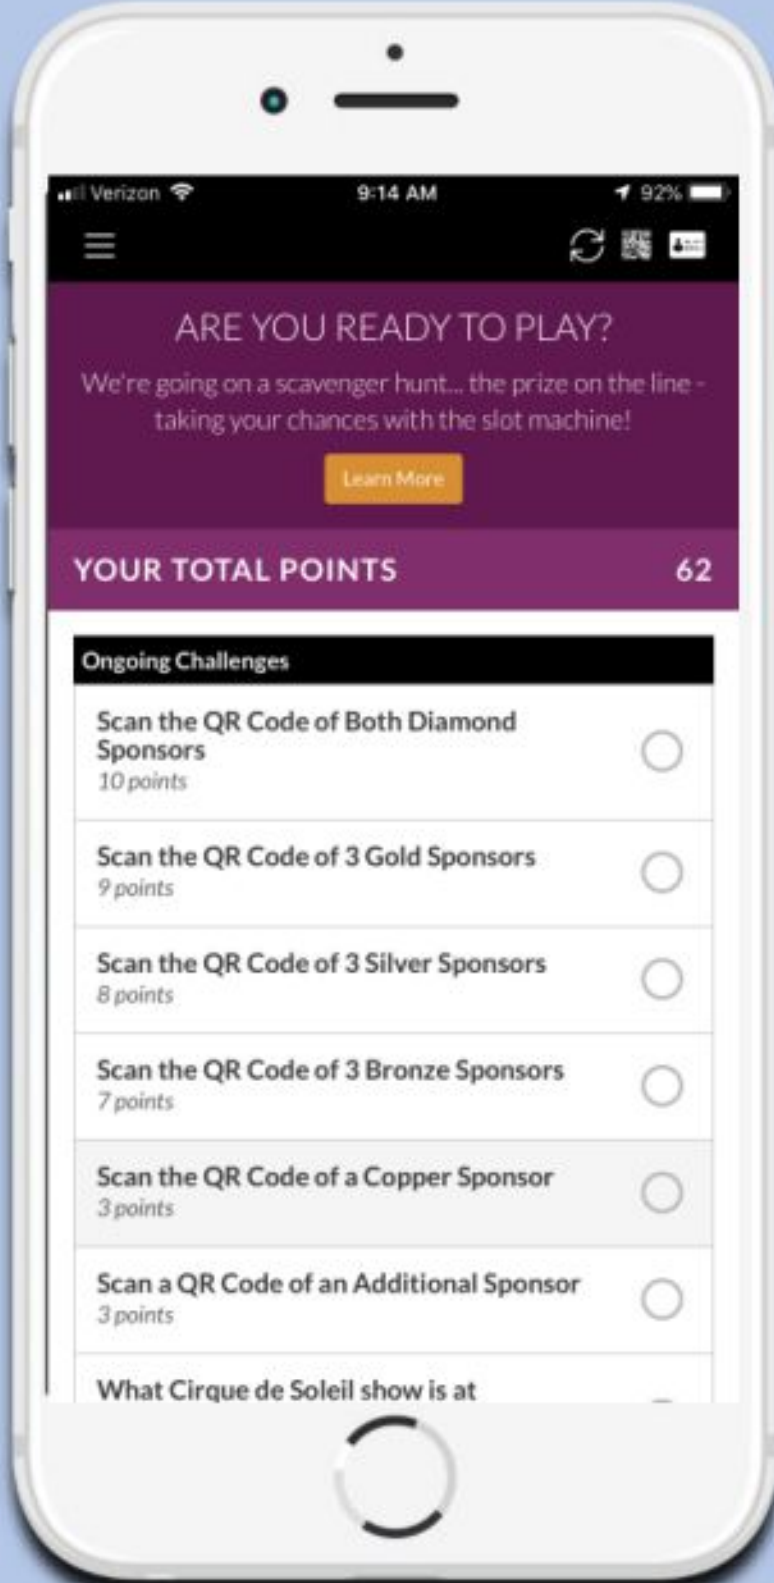 Verizon 9:14 AM 92%
ARE YOU READY TO PLAY?
We're going on a scavenger hunt... the prize on the line -
taking your chances with the slot machine!
Learn More
YOUR TOTAL POINTS 62
Ongoing Challenges
Scan the QR Code of Both Diamond
Sponsors
10 points
Scan the QR Code of 3 Gold Sponsors
9 points
Scan the QR Code of 3 Silver Sponsors
8 points
Scan the QR Code of 3 Bronze Sponsors
7 points
Scan the QR Code of a Copper Sponsor
3 points
Scan a QR Code of an Additional Sponsor
3 points
What Cirque de Soleil show is at